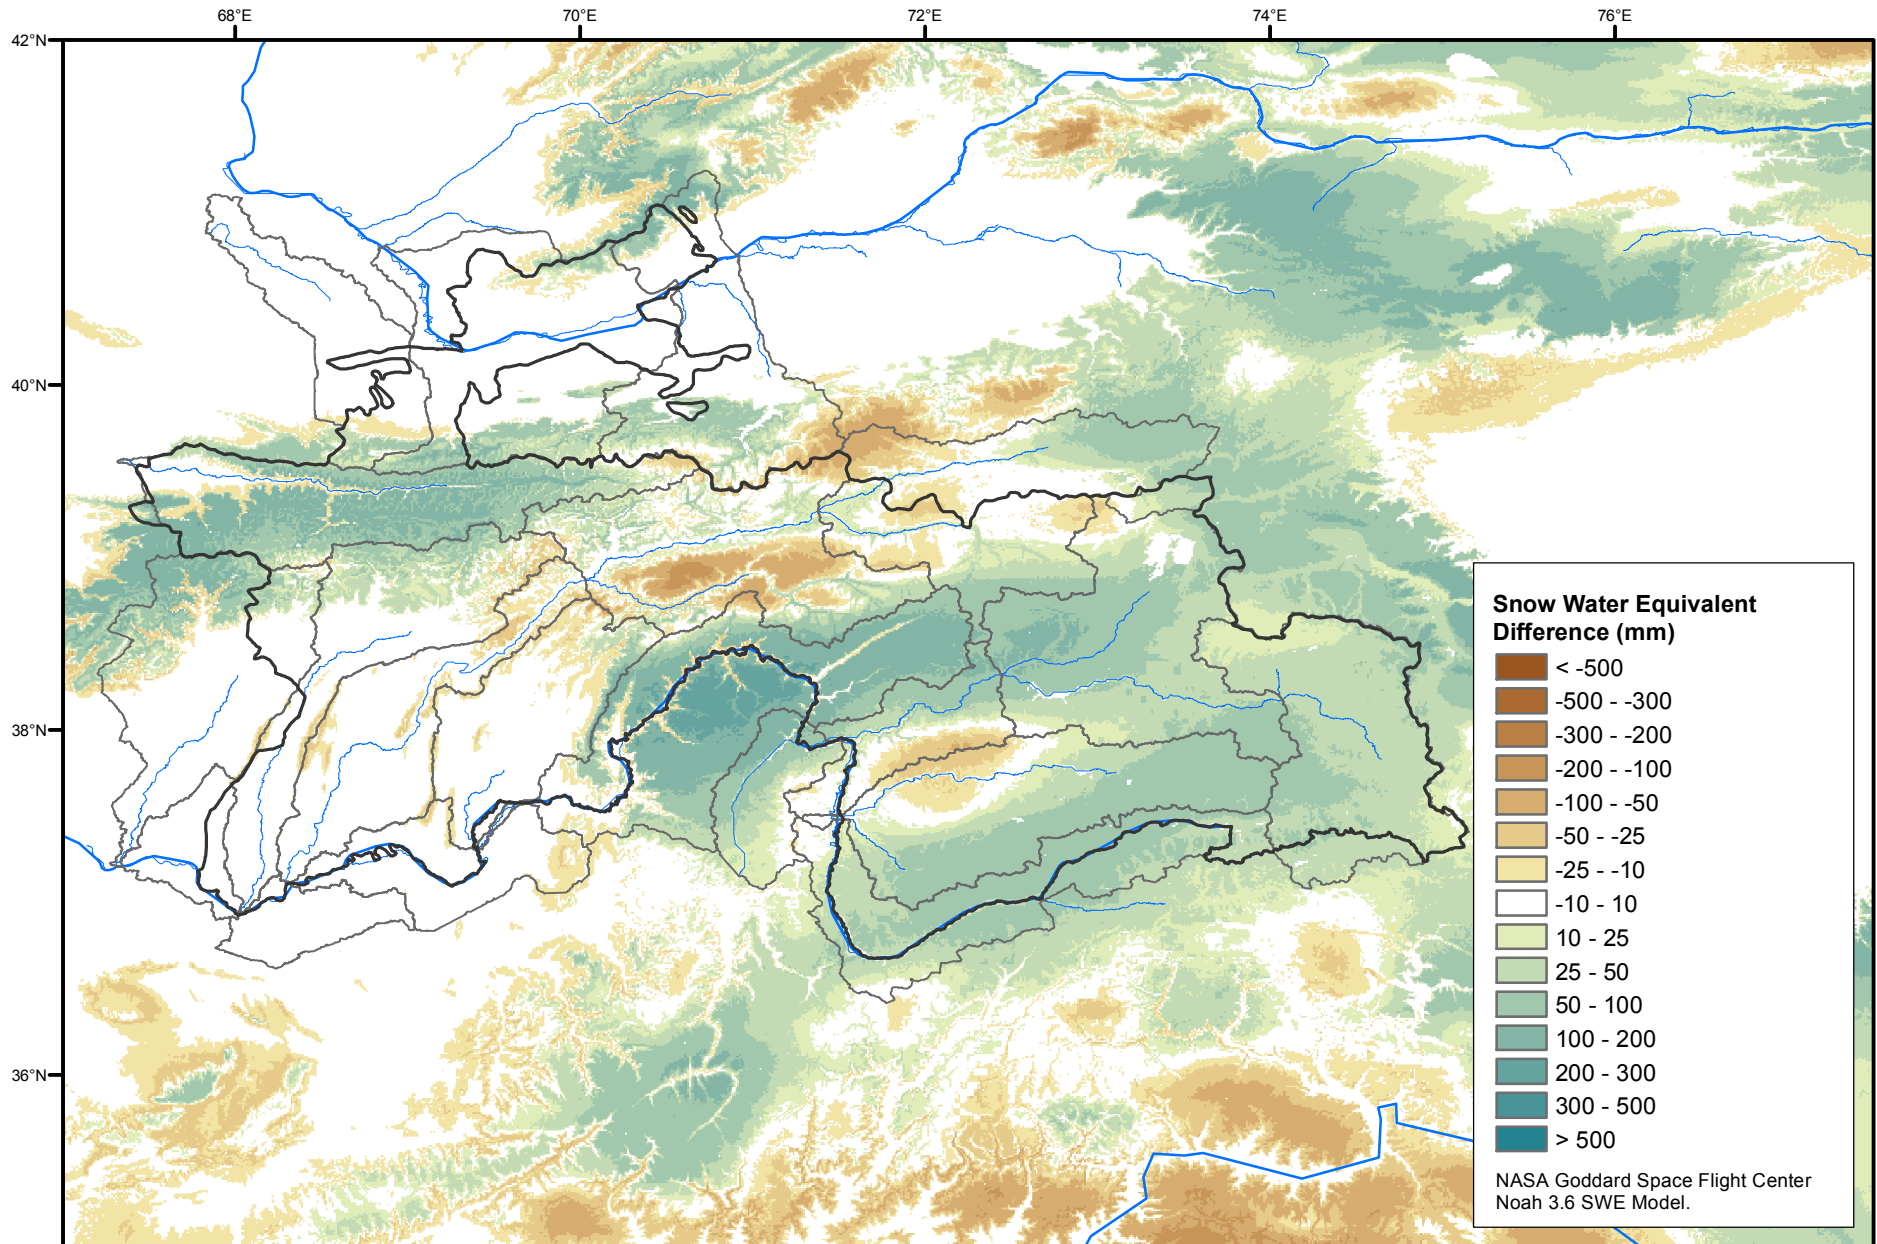 68°E
70°E
72°E
74°E
76°E
42°N
40°N
38°N
36°N
Snow Water Equivalent
Difference (mm)
< -500
-500 - -300
-300 - -200
-200 - -100
-100 - -50
-50 - -25
-25 - -10
-10 - 10
10 - 25
25 - 50
50 - 100
100 - 200
200 - 300
300 - 500
> 500
NASA Goddard Space Flight Center
Noah 3.6 SWE Model.